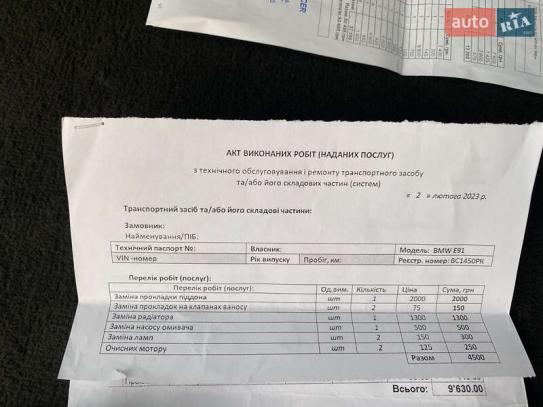 auto RIA.com
АКТ ВИКОНАНИХ РОБІТ (НАДАНИХ ПОСЛУГ)
з технічного обслуговування і ремонту транспортного засобу
та/або його складових частин (систем)
« 2 » лютого 2023 р.
Транспортний засіб та/або його складові частини:
Замовник:
Найменування/ПІБ:
Технічний паспорт №: Власник: Модель: BMW E91
VIN -номер Рік випуску Пробіг, км: Реєстр. номер: ВС1450РК
Перелік робіт (послуг):
Перелік робіт (послуг): Од.вим. Кількість Ціна Сума, грн
Заміна прокладки піддона шт 1 2000 2000
Заміна прокладок на клапанах ваносу шт 2 75 150
Заміна радіатора шт 1 1300 1300
Заміна насосу омивача шт 1 500 500
Заміна ламп шт 2 150 300
Очисник мотору шт 2 125 250
Разом 4500
Всього: 9'630.00